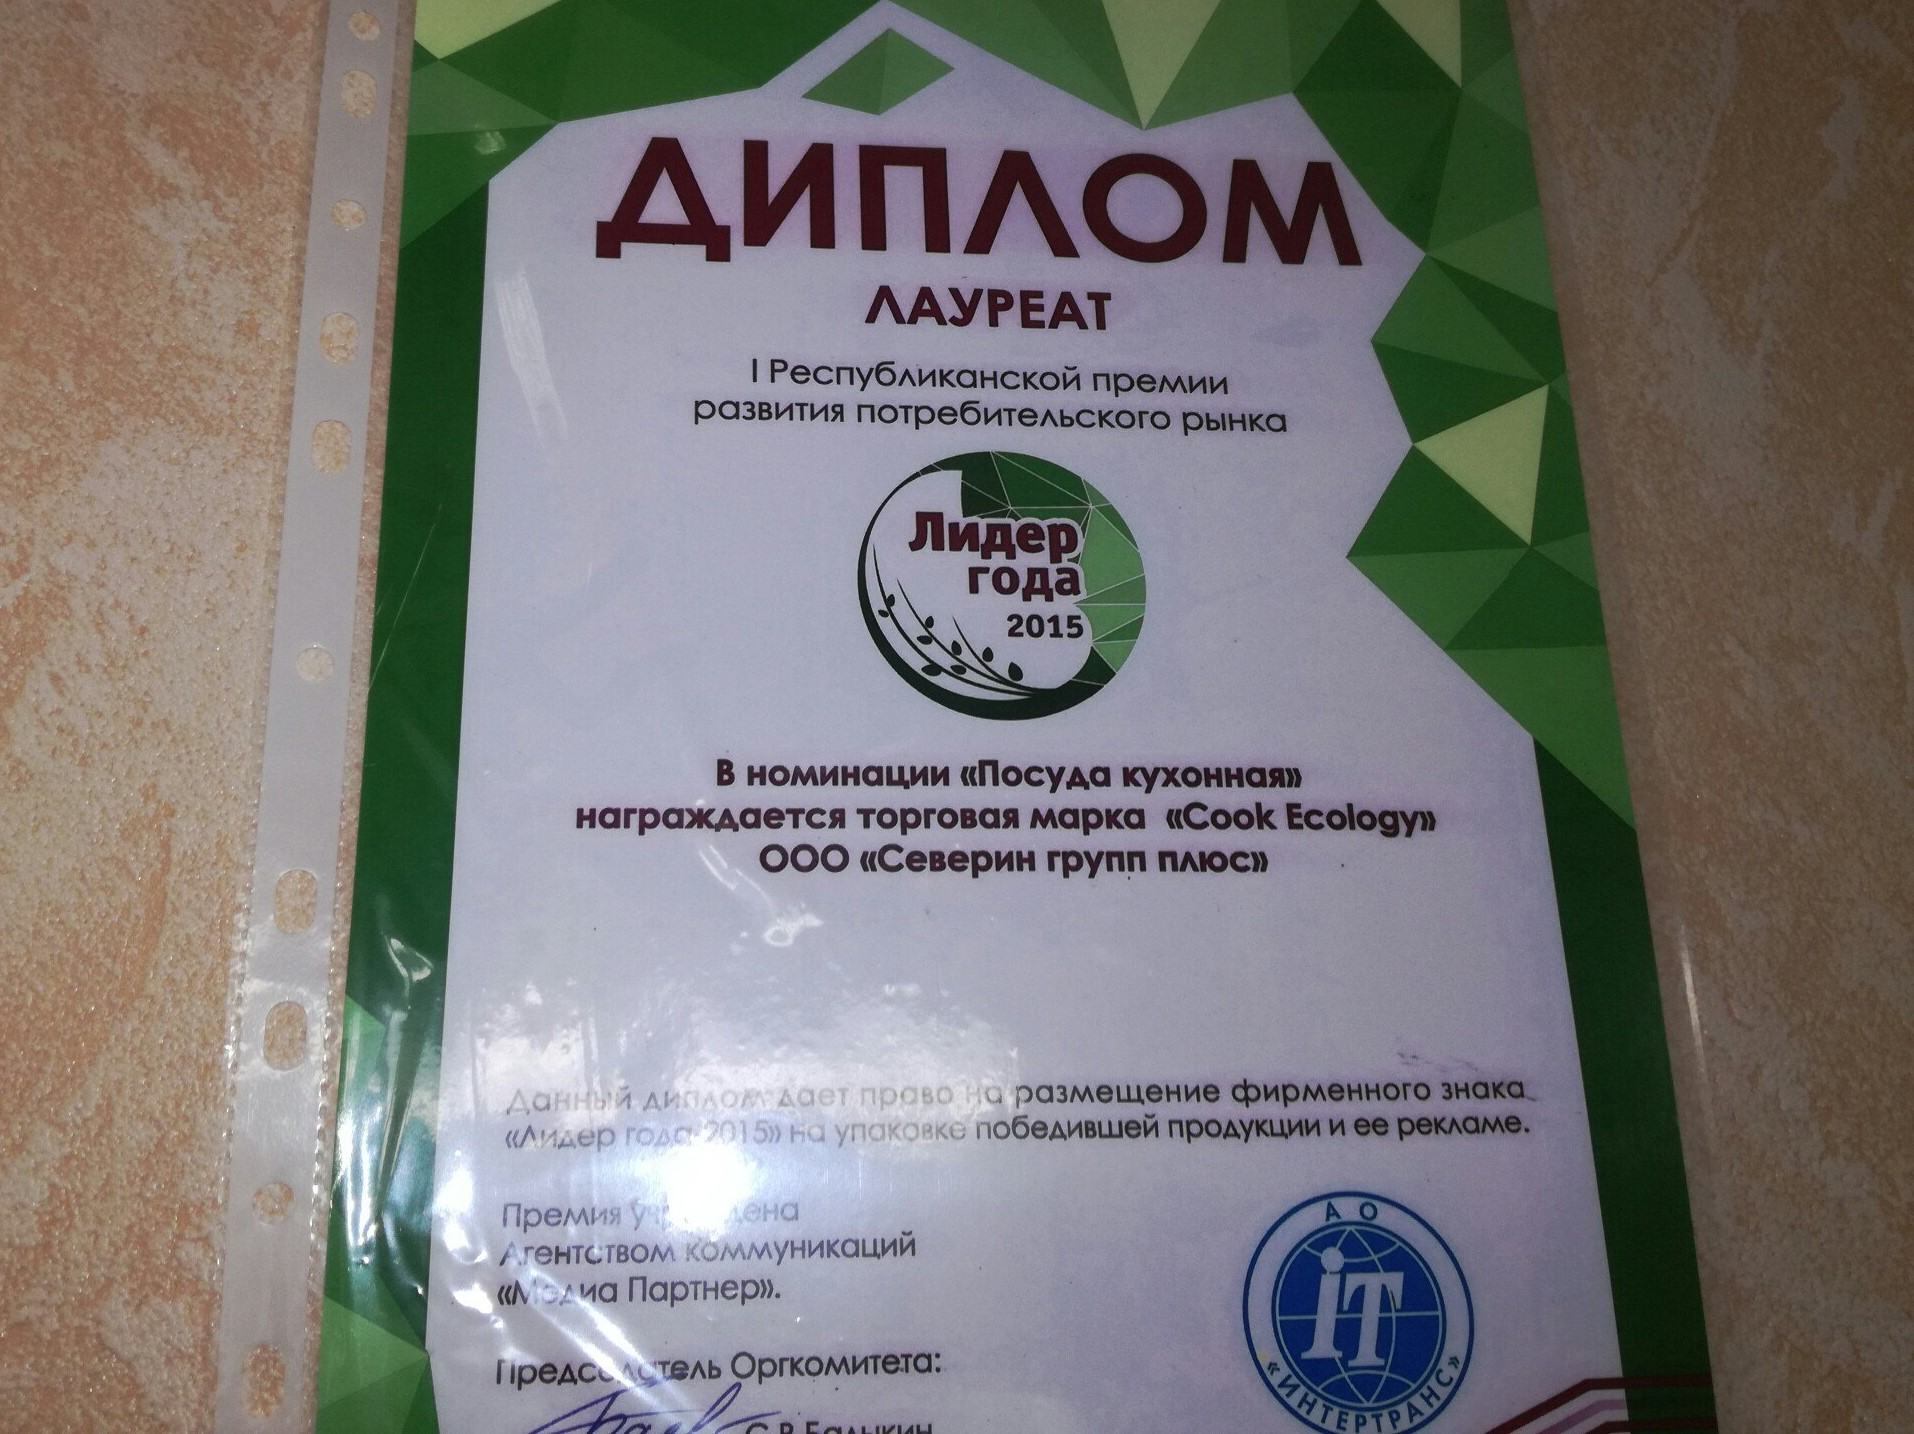 ДИПЛОМ
ЛАУРЕАТ
I Республиканской премии
развития потребительского рынка
Лидер
года
2015
В номинации «Посуда кухонная»
награждается торговая марка «Cook Ecology»
ООО «Северин групп плюс»
Данный диплом дает право на размещение фирменного знака
«Лидер года 2015» на упаковке победившей продукции и ее рекламе.
Премия учреждена
Агентством коммуникаций
«Медиа Партнер».
Председатель Оргкомитета:
С.В.Балыкин
АО
iT
«ИНТЕРТРАНС»